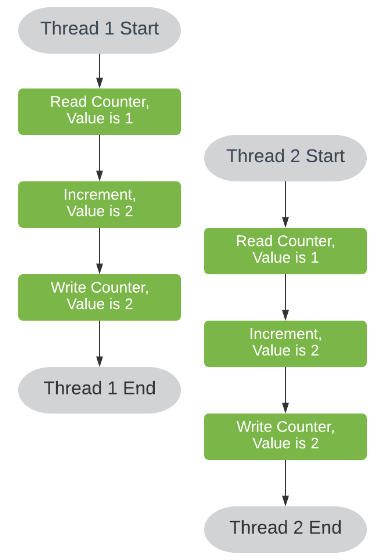 Thread 1 Start
Read Counter,
Value is 1
Increment,
Value is 2
Write Counter,
Value is 2
Thread 1 End
Thread 2 Start
Read Counter,
Value is 1
Increment,
Value is 2
Write Counter,
Value is 2
Thread 2 End